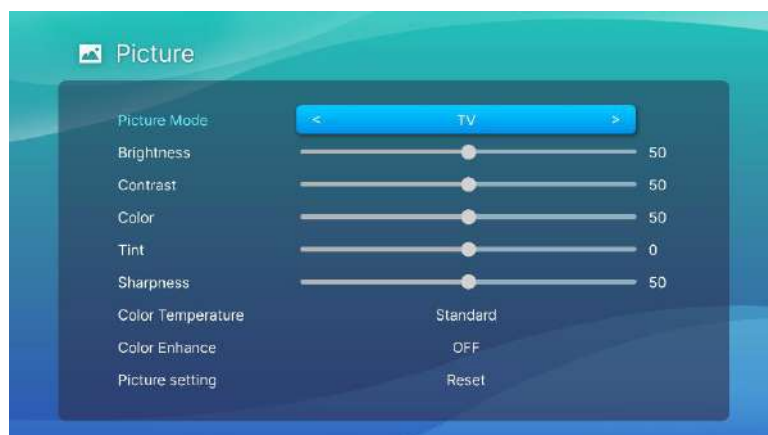 Picture
Picture Mode < TV >
Brightness 50
Contrast 50
Color 50
Tint 0
Sharpness 50
Color Temperature Standard
Color Enhance OFF
Picture setting Reset